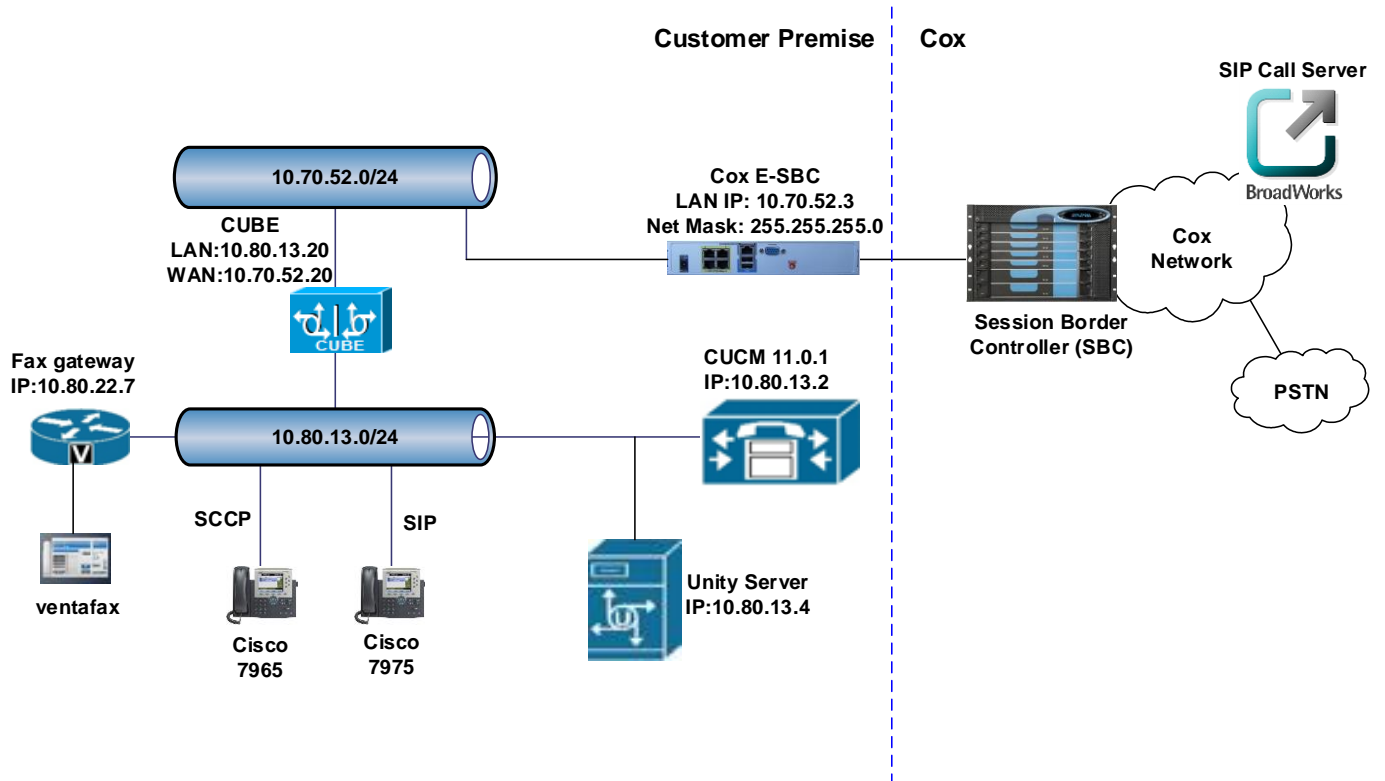 Customer Premise
Cox
SIP Call Server
BroadWorks
10.70.52.0/24
Cox E-SBC
LAN IP: 10.70.52.3
Net Mask: 255.255.255.0
CUBE
LAN:10.80.13.20
WAN:10.70.52.20
CUBE
Cox
Network
Session Border
Controller (SBC)
PSTN
Fax gateway
IP:10.80.22.7
V
10.80.13.0/24
CUCM 11.0.1
IP:10.80.13.2
SCCP
SIP
ventafax
Cisco
7965
Cisco
7975
U
Unity Server
IP:10.80.13.4